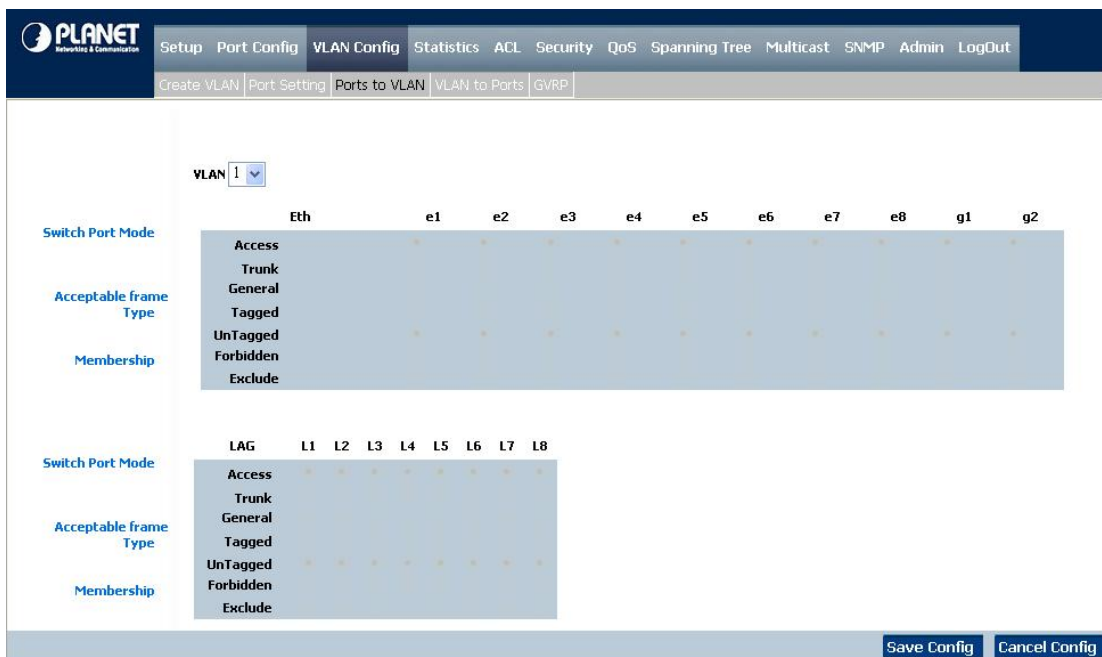 PLANET
Networking & Communication
Setup Port Config VLAN Config Statistics ACL Security QoS Spanning Tree Multicast SNMP Admin LogOut
Create VLAN Port Setting Ports to VLAN VLAN to Ports GVRP
VLAN 1
Eth e1 e2 e3 e4 e5 e6 e7 e8 g1 g2
Switch Port Mode
Access
Trunk
General
Acceptable frame Type
Tagged
UnTagged
Membership
Forbidden
Exclude
LAG L1 L2 L3 L4 L5 L6 L7 L8
Switch Port Mode
Access
Trunk
General
Acceptable frame Type
Tagged
UnTagged
Membership
Forbidden
Exclude
Save Config Cancel Config